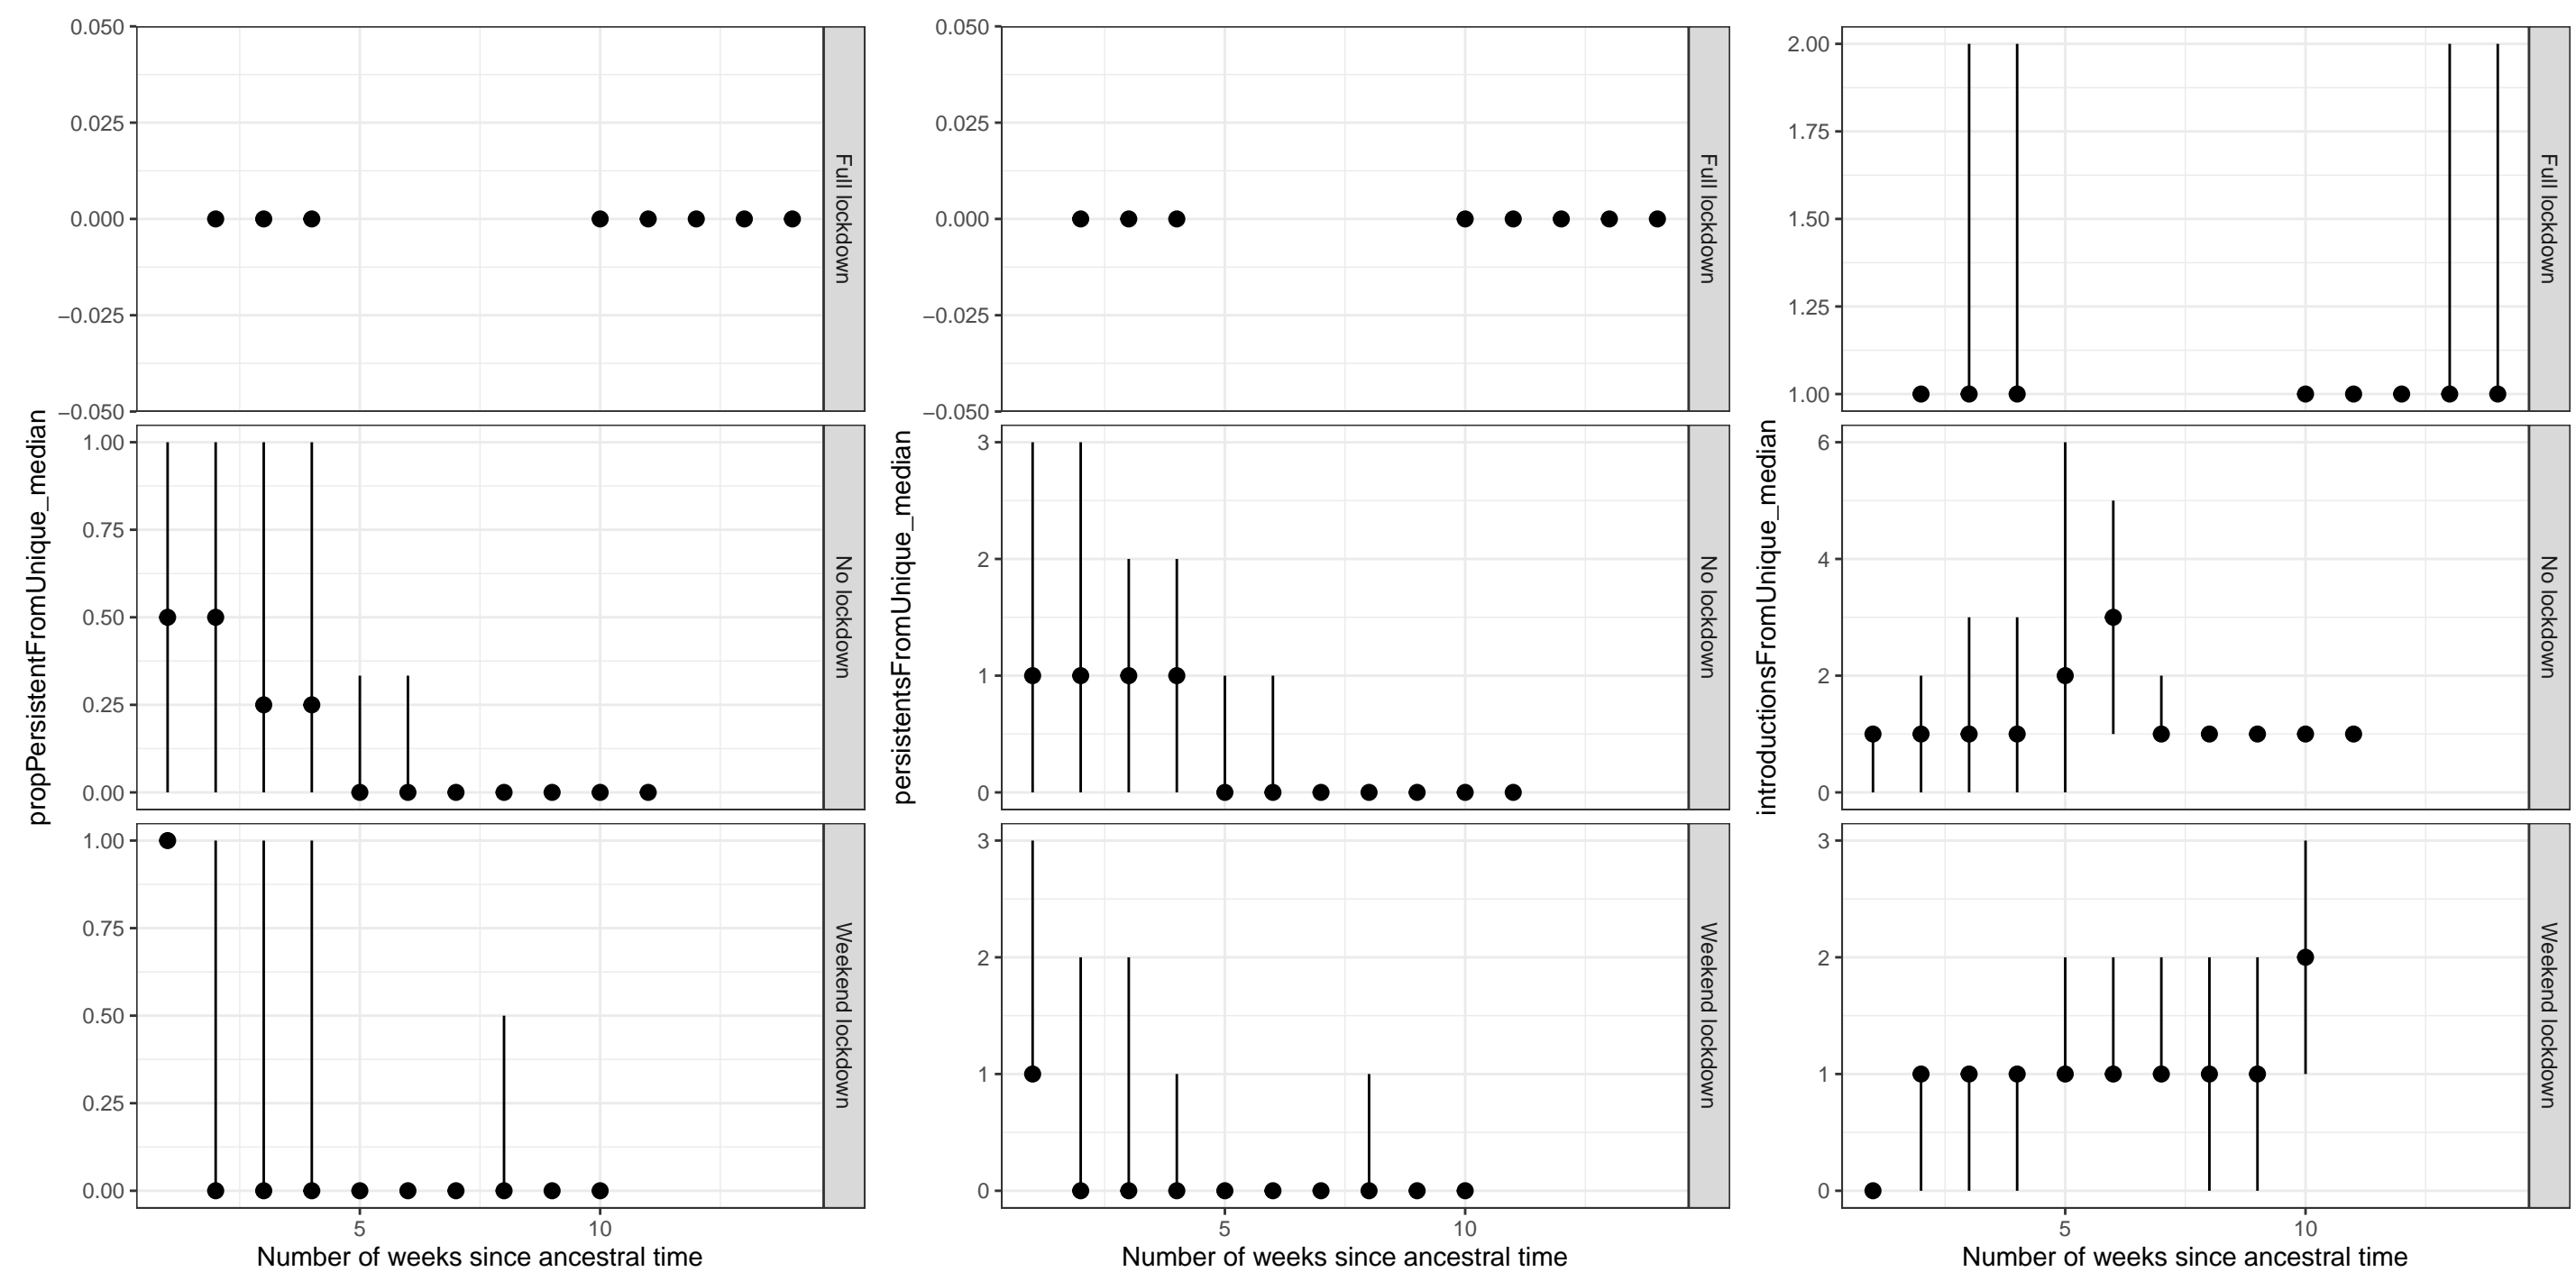 propPersistentFromUnique_median
0.050
0.025
0.000
−0.025
−0.050
Full lockdown
1.00
0.75
0.50
0.25
0.00
No lockdown
1.00
0.75
0.50
0.25
0.00
Weekend lockdown
5 10
Number of weeks since ancestral time
persistentsFromUnique_median
0.050
0.025
0.000
−0.025
−0.050
Full lockdown
3
2
1
0
No lockdown
3
2
1
0
Weekend lockdown
5 10
Number of weeks since ancestral time
introductionsFromUnique_median
2.00
1.75
1.50
1.25
1.00
Full lockdown
6
4
2
0
No lockdown
3
2
1
0
Weekend lockdown
5 10
Number of weeks since ancestral time